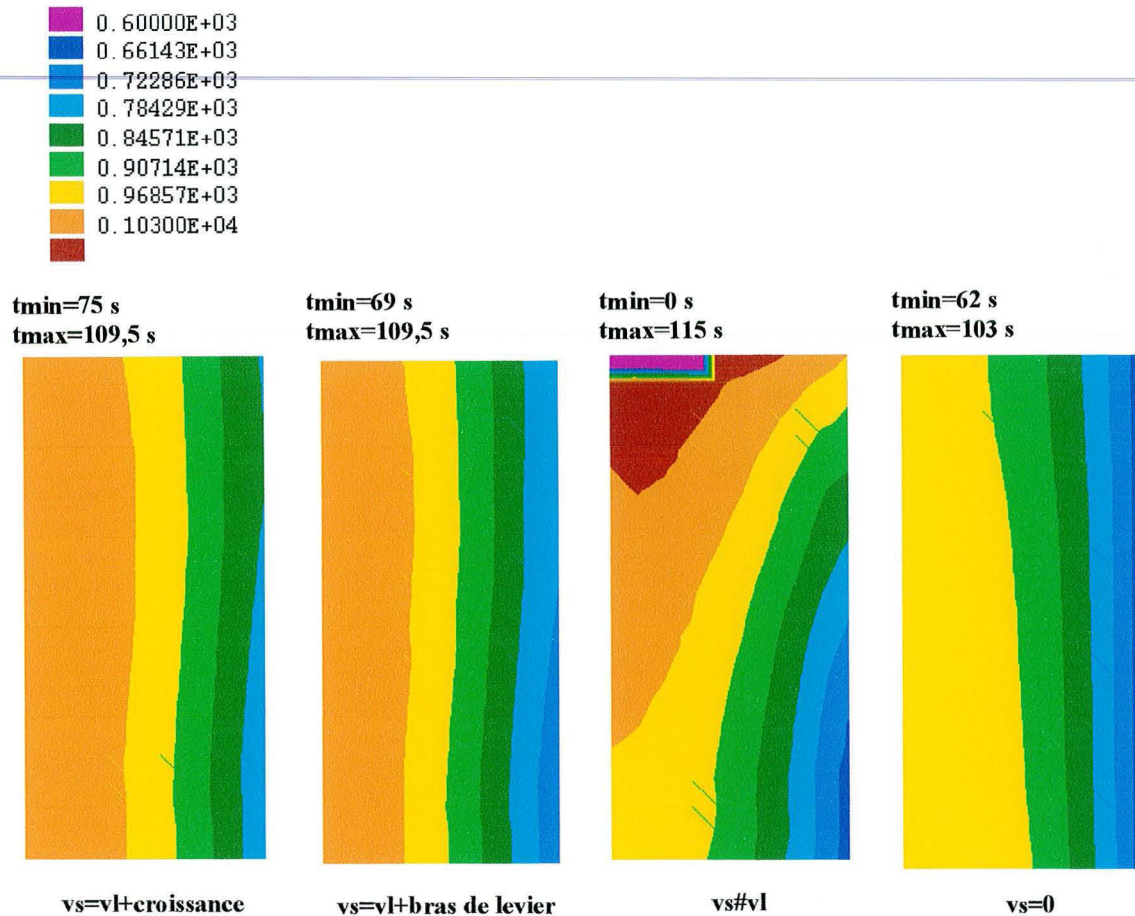 0.60000E+03
0.66143E+03
0.72286E+03
0.78429E+03
0.84571E+03
0.90714E+03
0.96857E+03
0.10300E+04
tmin=75 s
tmax=109,5 s
tmin=69 s
tmax=109,5 s
tmin=0 s
tmax=115 s
tmin=62 s
tmax=103 s
vs=vl+croissance
vs=vl+bras de levier
vs#vl
vs=0